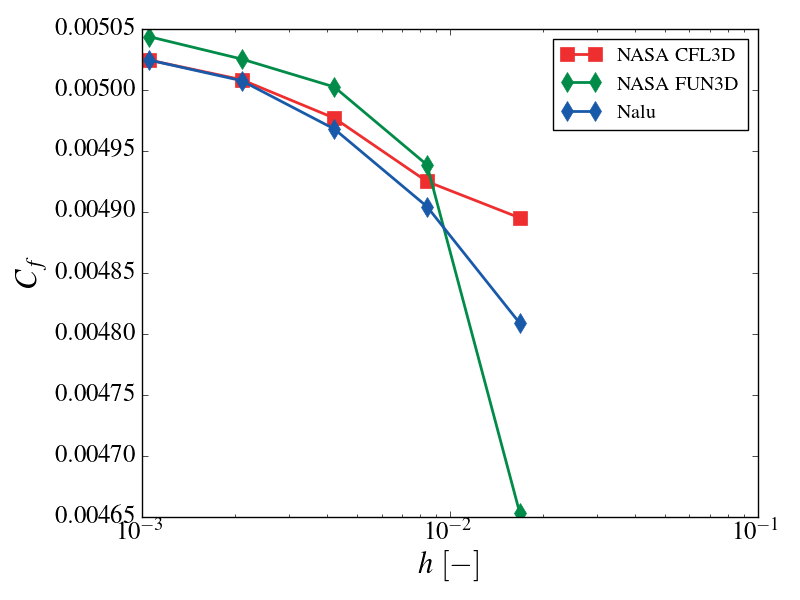 0.00505
0.00500
0.00495
0.00490
0.00485
0.00480
0.00475
0.00470
0.00465
C_f
NASA CFL3D
NASA FUN3D
Nalu
10^{-3}
10^{-2}
10^{-1}
h [−]